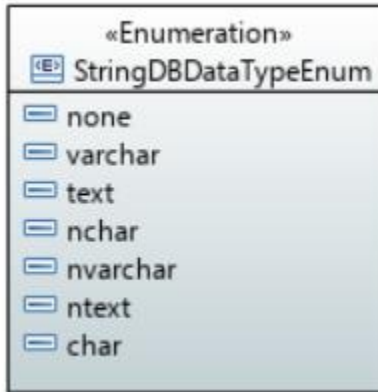 «Enumeration»
StringDBDataTypeEnum
none
varchar
text
nchar
nvarchar
ntext
char